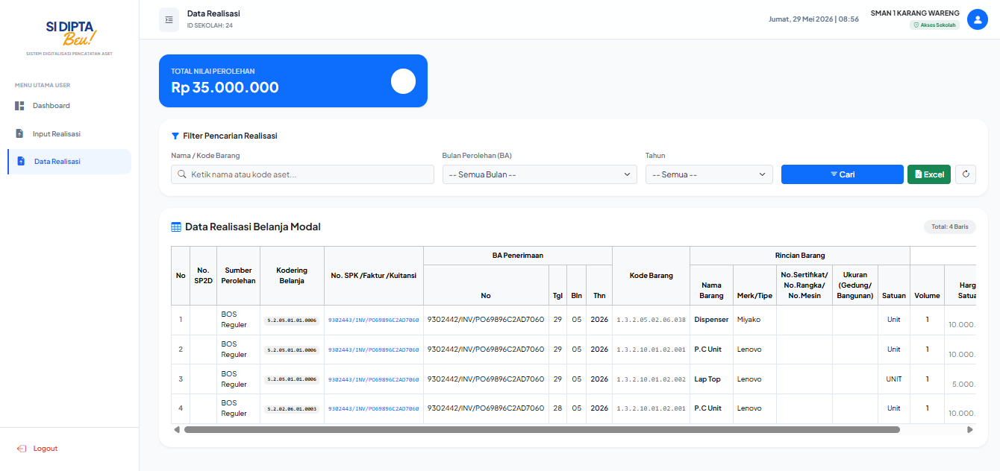 SI DIPTA
Beu!
SISTEM DIGITALISASI PENCATATAN ASET
MENU UTAMA USER
Dashboard
Input Realisasi
Data Realisasi
Logout
Data Realisasi
ID SEKOLAH: 24
Jumat, 29 Mei 2026 | 08:56
SMAN 1 KARANG WARENG
Akses Sekolah
TOTAL NILAI PEROLEHAN
Rp 35.000.000
Filter Pencarian Realisasi
Nama / Kode Barang
Bulan Perolehan (BA)
Tahun
Ketik nama atau kode aset...
-- Semua Bulan --
-- Semua --
Cari
Excel
Data Realisasi Belanja Modal
Total: 4 Baris
No
No. SP2D
Sumber Perolehan
Kodering Belanja
No. SPK /Faktur /Kuitansi
BA Penerimaan
No Tgl Bln Thn
Kode Barang
Rincian Barang
Nama Barang
Merk/Tipe
No.Sertifikat/ No.Rangka/ No.Mesin
Ukuran (Gedung/ Bangunan)
Satuan
Volume
Harg
Satua
1 BOS Reguler 5.2.05.01.01.0006 9302443/INV/PO69896C2AD7060 9302442/INV/PO69896C2AD7060 29 05 2026 1.3.2.05.02.06.038 Dispenser Miyako Unit 1 10.000.
2 BOS Reguler 5.2.05.01.01.0006 9302443/INV/PO69896C2AD7060 9302442/INV/PO69896C2AD7060 29 05 2026 1.3.2.10.01.02.001 P.C Unit Lenovo Unit 1 10.000.
3 BOS Reguler 5.2.05.01.01.0006 9302443/INV/PO69896C2AD7060 9302442/INV/PO69896C2AD7060 29 05 2026 1.3.2.10.01.02.002 Lap Top Lenovo UNIT 1 5.000.
4 BOS Reguler 5.2.02.06.01.0003 9302443/INV/PO69896C2AD7060 9302442/INV/PO69896C2AD7060 28 05 2026 1.3.2.10.01.02.001 P.C Unit Lenovo Unit 1 10.000.